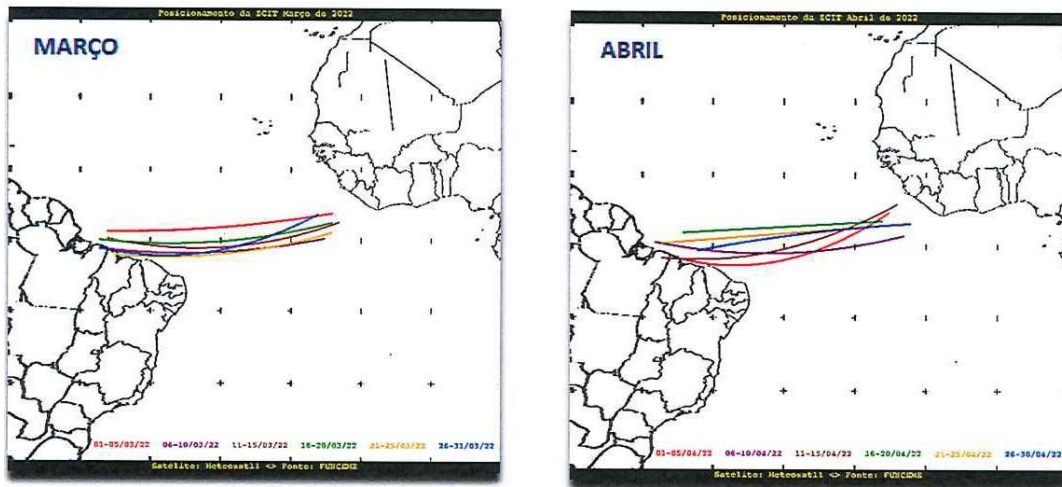 Posicionamento da ZCIT Março de 2022
MARÇO
01-05/03/22 06-10/03/22 11-15/03/22 16-20/03/22 21-25/03/22 26-31/03/22
Satélite: Meteosat11 <> Fonte: FUNCEME
Posicionamento da ZCIT Abril de 2022
ABRIL
01-05/04/22 06-10/04/22 11-15/04/22 16-20/04/22 21-25/04/22 26-30/04/22
Satélite: Meteosat11 <> Fonte: FUNCEME